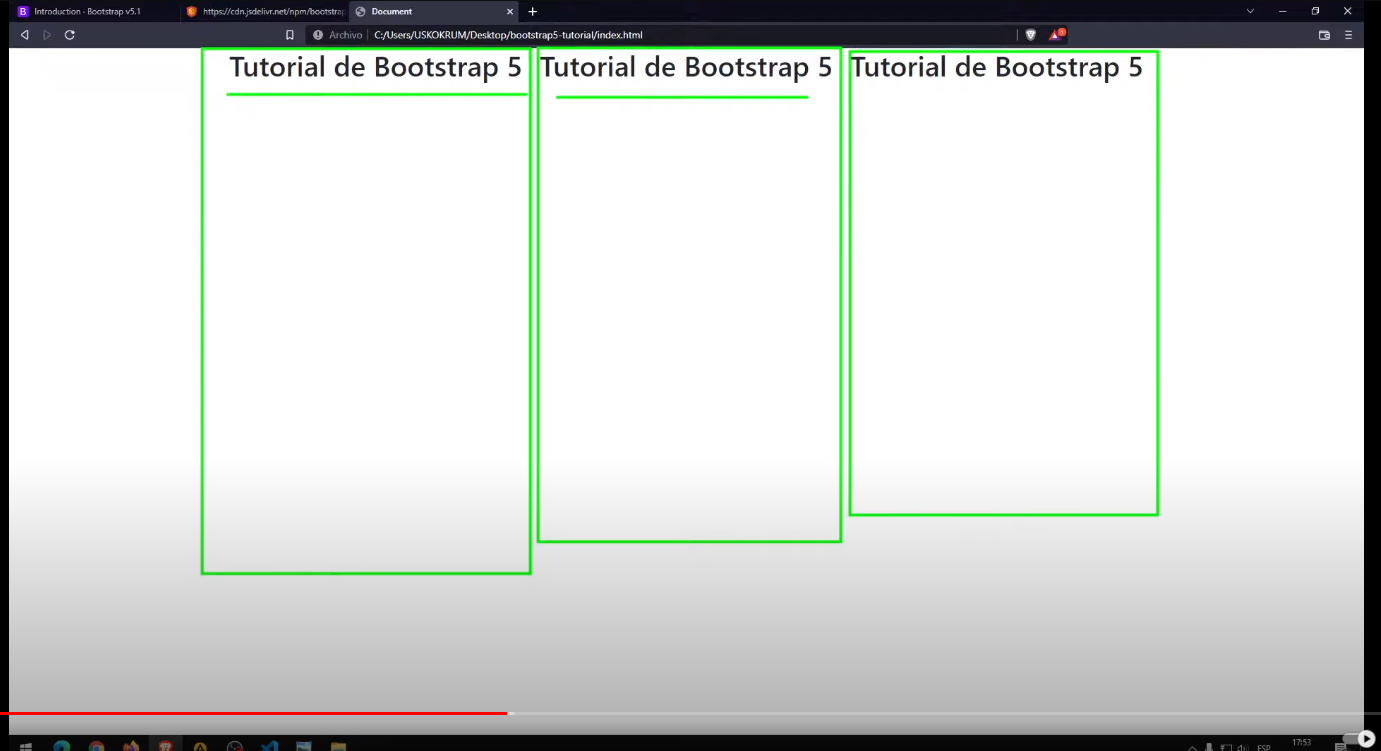 Introduction - Bootstrap v5.1
https://cdn.jsdelivr.net/npm/bootstrap
Document
Archivo
C:/Users/USKOKRUM/Desktop/bootstrap5-tutorial/index.html
Tutorial de Bootstrap 5 Tutorial de Bootstrap 5 Tutorial de Bootstrap 5
17:53
ESP